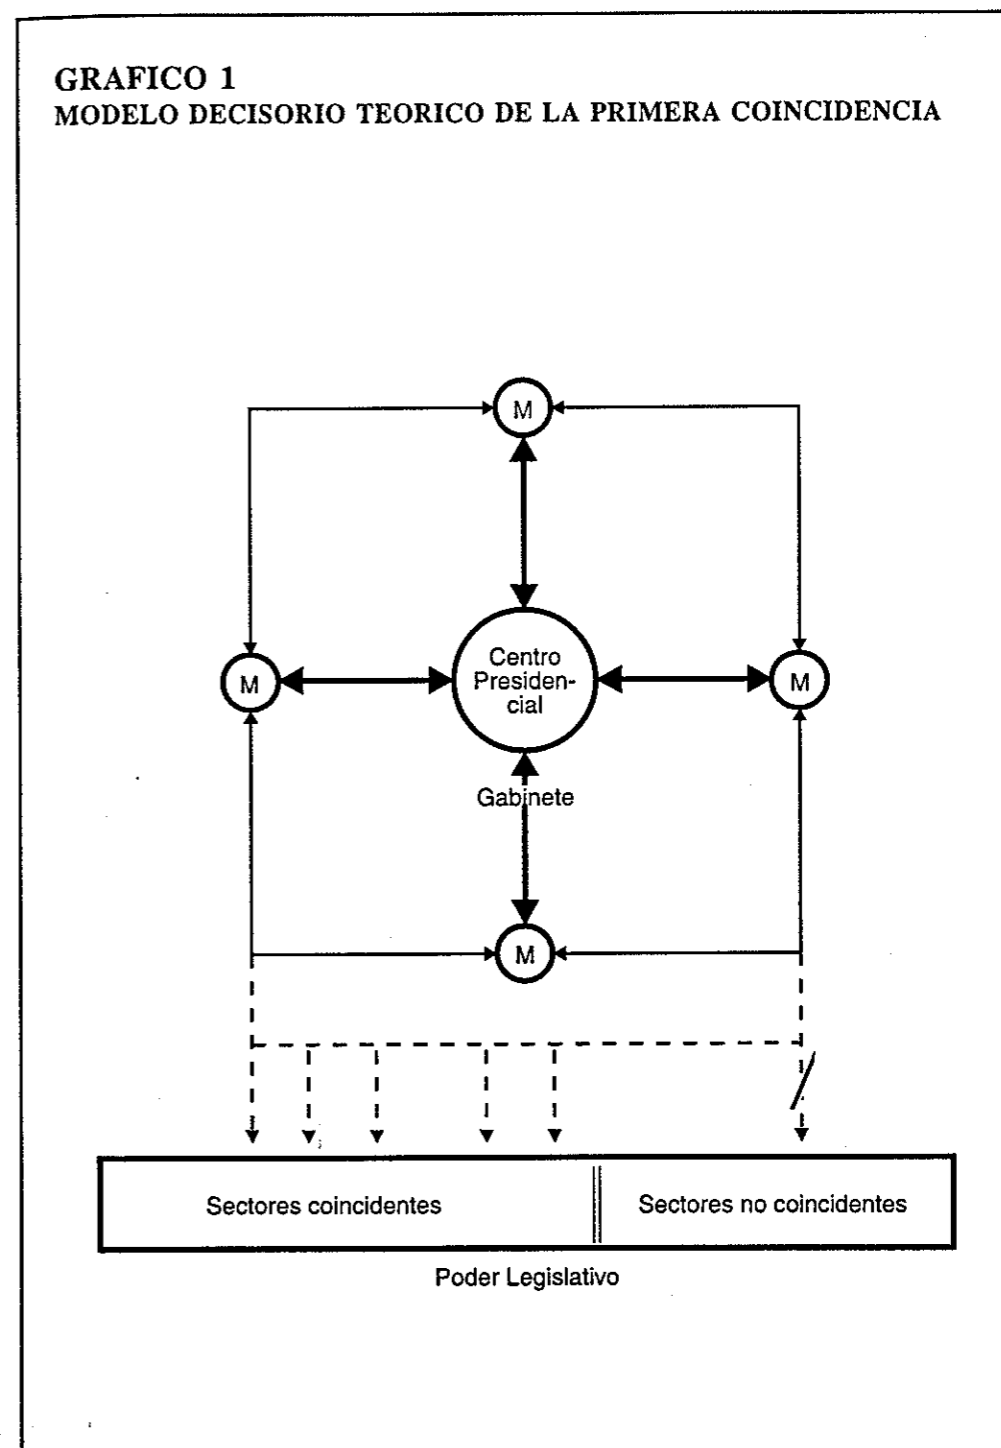 GRAFICO 1
MODELO DECISORIO TEORICO DE LA PRIMERA COINCIDENCIA
M
M
Centro
Presiden-
cial
M
Gabinete
M
Sectores coincidentes
Sectores no coincidentes
Poder Legislativo